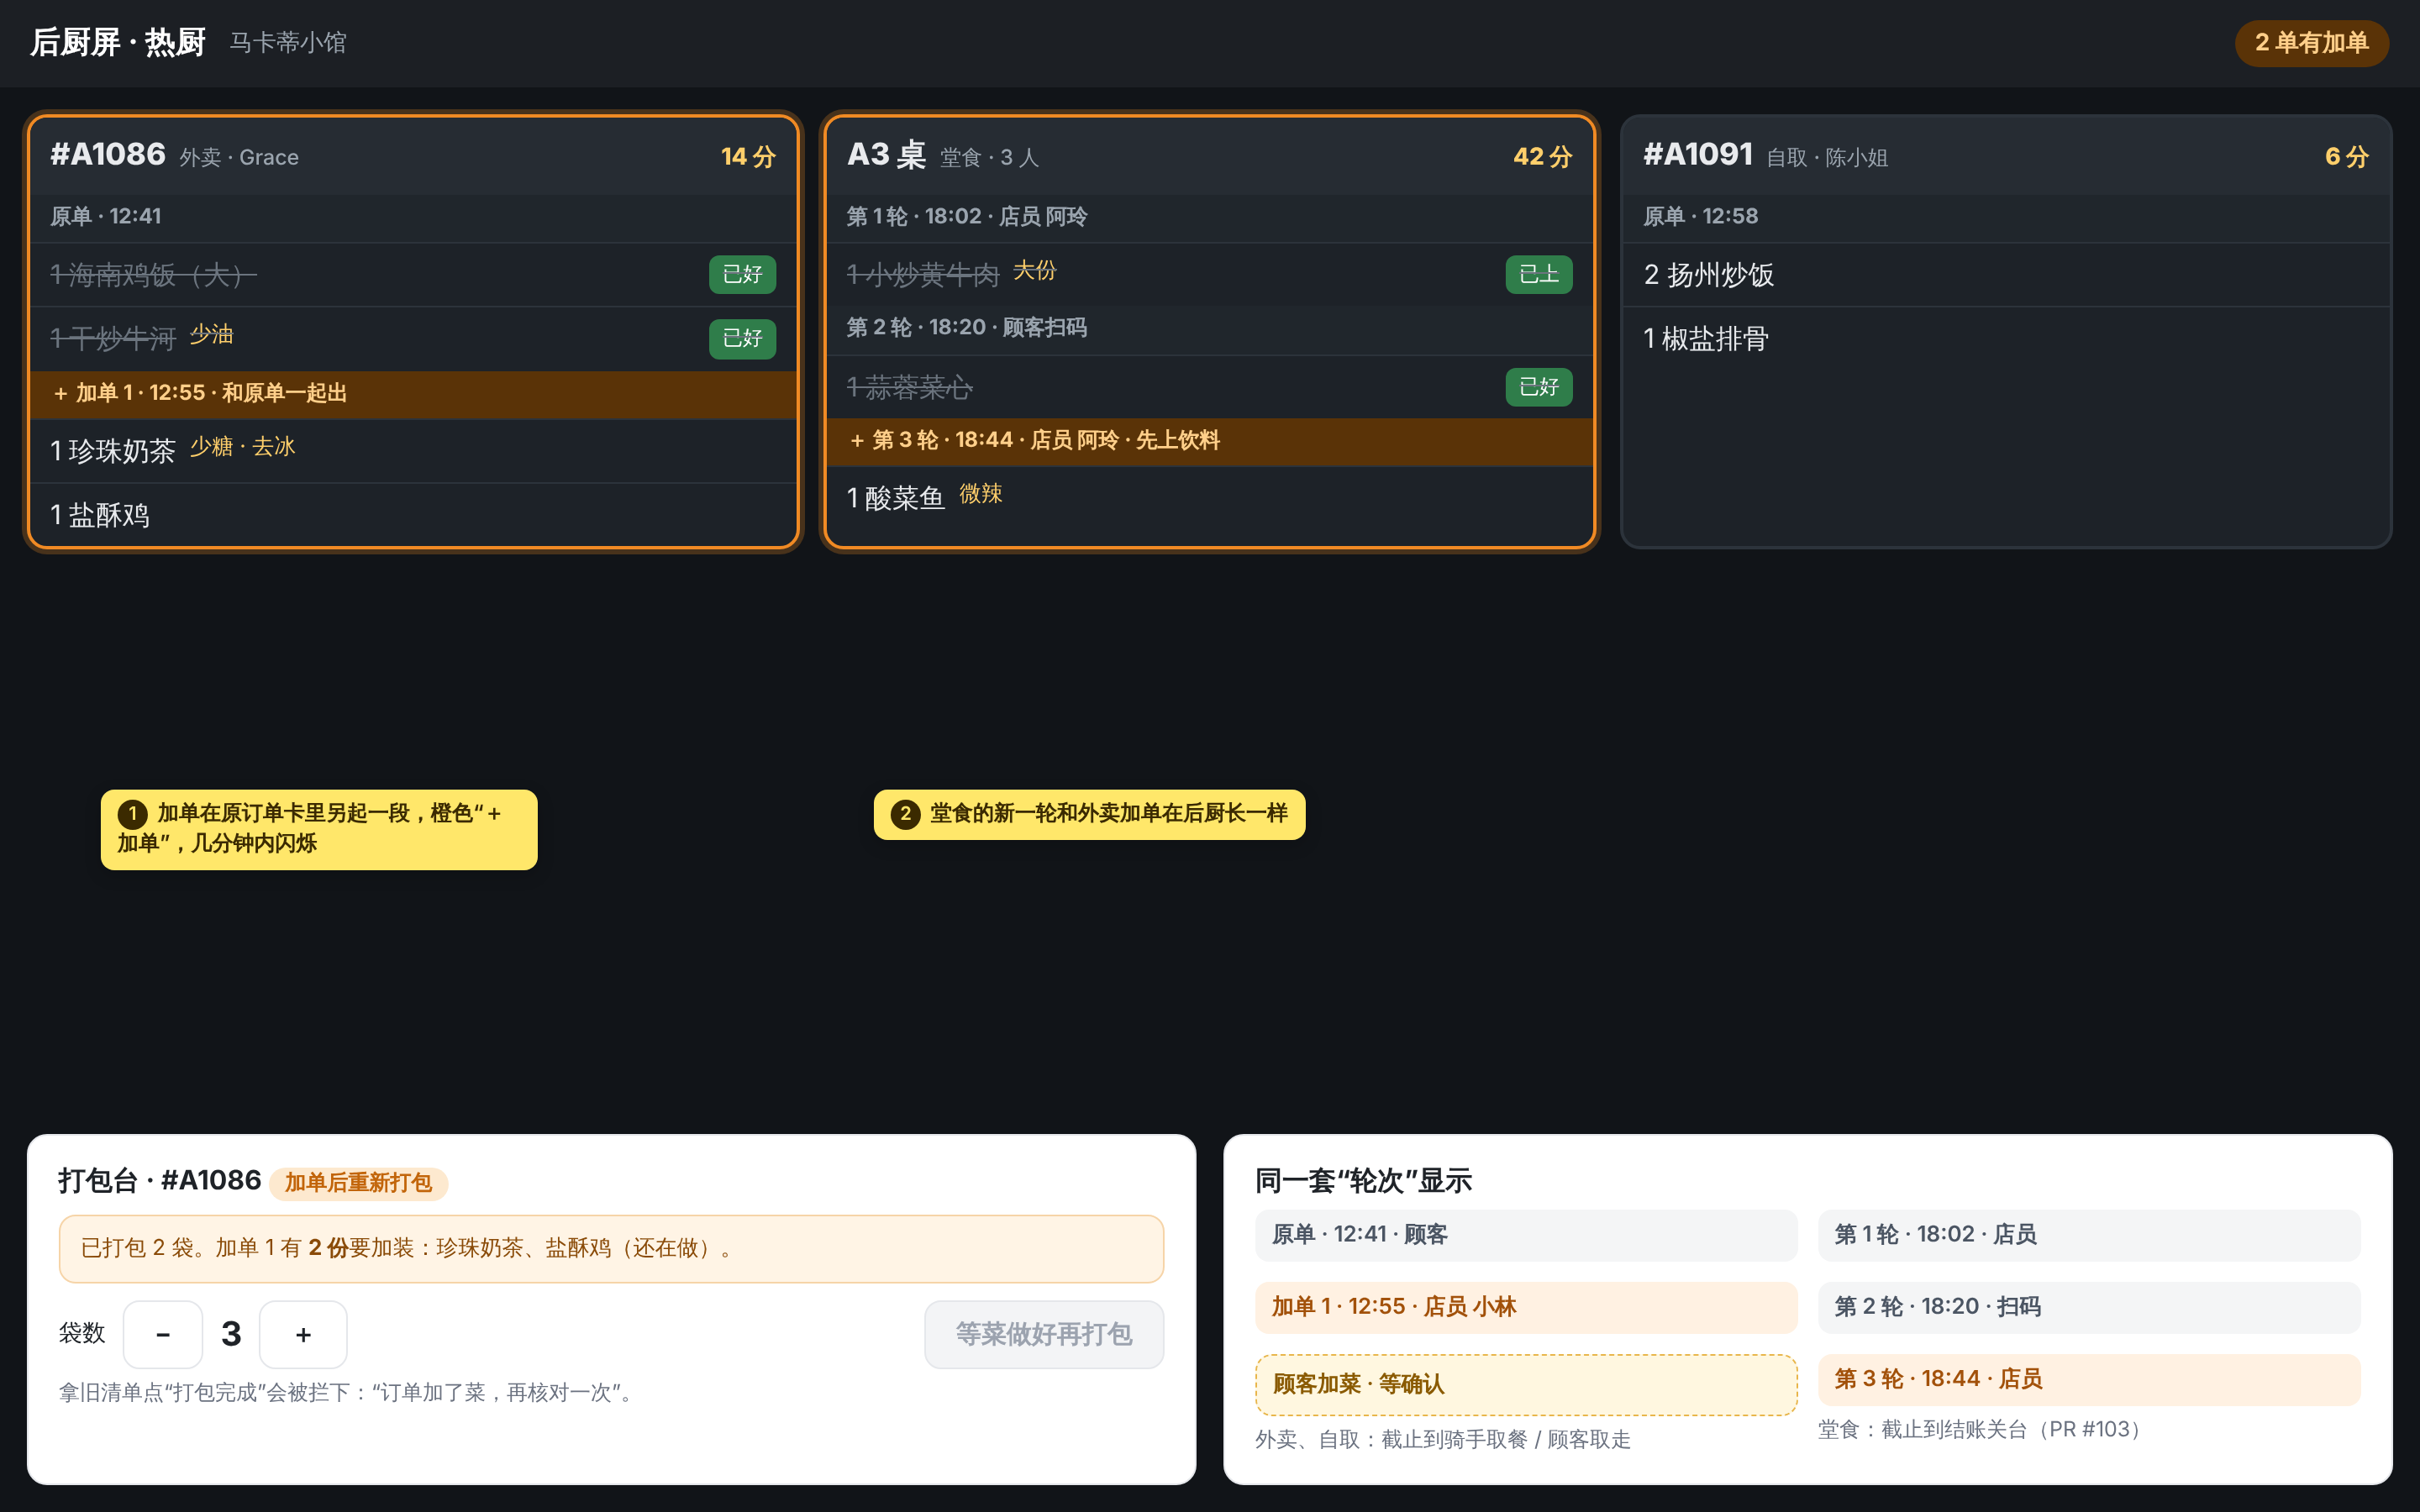 后厨屏 · 热厨 马卡蒂小馆 2 单有加单
#A1086 外卖 · Grace 14 分
原单 · 12:41
1 海南鸡饭（大） 已好
1 干炒牛河 少油 已好
+ 加单 1 · 12:55 · 和原单一起出
1 珍珠奶茶 少糖 · 去冰
1 盐酥鸡
A3 桌 堂食 · 3 人 42 分
第 1 轮 · 18:02 · 店员 阿玲
1 小炒黄牛肉 大份 已上
第 2 轮 · 18:20 · 顾客扫码
1 蒜蓉菜心 已好
+ 第 3 轮 · 18:44 · 店员 阿玲 · 先上饮料
1 酸菜鱼 微辣
#A1091 自取 · 陈小姐 6 分
原单 · 12:58
2 扬州炒饭
1 椒盐排骨
1 加单在原订单卡里另起一段，橙色“+
加单”，几分钟内闪烁
2 堂食的新一轮和外卖加单在后厨长一样
打包台 · #A1086 加单后重新打包
已打包 2 袋。加单 1 有 2 份要加装：珍珠奶茶、盐酥鸡（还在做）。
袋数 − 3 + 等菜做好再打包
拿旧清单点“打包完成”会被拦下：“订单加了菜，再核对一次”。
同一套“轮次”显示
原单 · 12:41 · 顾客
加单 1 · 12:55 · 店员 小林
顾客加菜 · 等确认
外卖、自取：截止到骑手取餐 / 顾客取走
第 1 轮 · 18:02 · 店员
第 2 轮 · 18:20 · 扫码
第 3 轮 · 18:44 · 店员
堂食：截止到结账关台（PR #103）